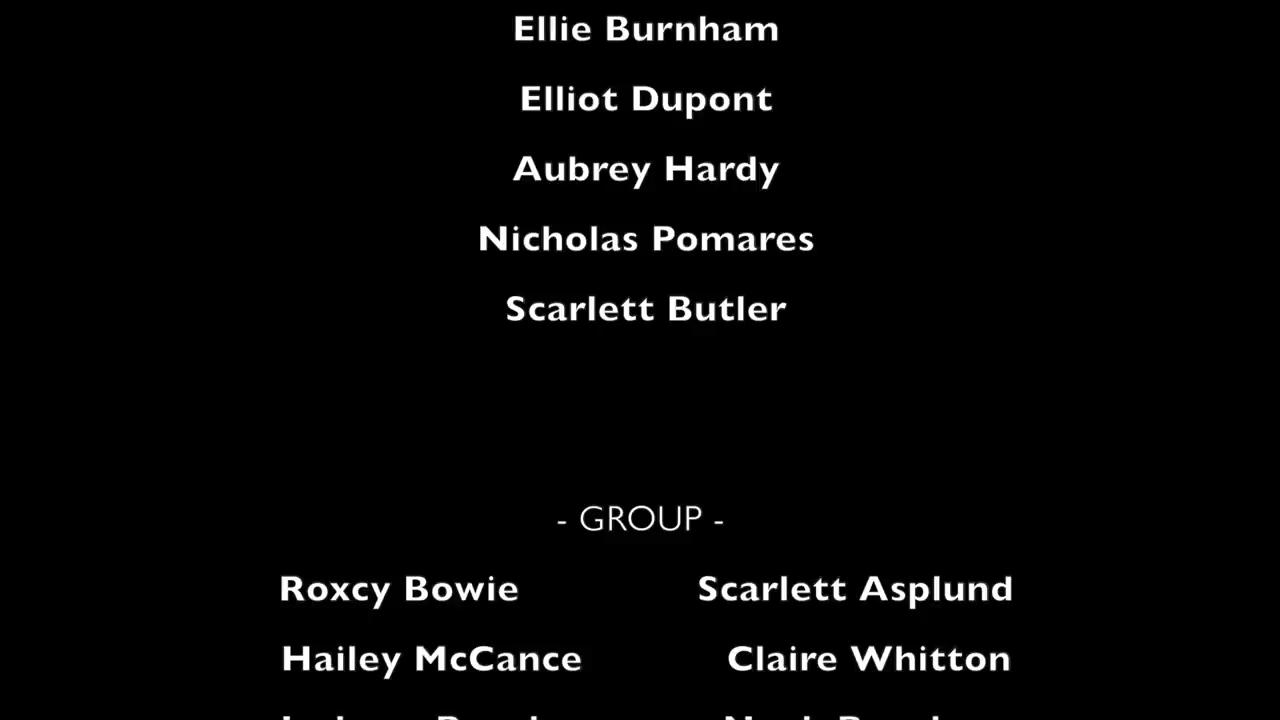 Ellie Burnham
Elliot Dupont
Aubrey Hardy
Nicholas Pomares
Scarlett Butler
- GROUP -
Roxcy Bowie Scarlett Asplund
Hailey McCance Claire Whitton